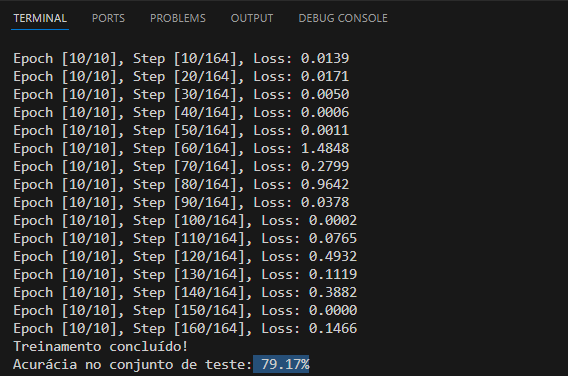 TERMINAL PORTS PROBLEMS OUTPUT DEBUG CONSOLE
Epoch [10/10], Step [10/164], Loss: 0.0139
Epoch [10/10], Step [20/164], Loss: 0.0171
Epoch [10/10], Step [30/164], Loss: 0.0050
Epoch [10/10], Step [40/164], Loss: 0.0006
Epoch [10/10], Step [50/164], Loss: 0.0011
Epoch [10/10], Step [60/164], Loss: 1.4848
Epoch [10/10], Step [70/164], Loss: 0.2799
Epoch [10/10], Step [80/164], Loss: 0.9642
Epoch [10/10], Step [90/164], Loss: 0.0378
Epoch [10/10], Step [100/164], Loss: 0.0002
Epoch [10/10], Step [110/164], Loss: 0.0765
Epoch [10/10], Step [120/164], Loss: 0.4932
Epoch [10/10], Step [130/164], Loss: 0.1119
Epoch [10/10], Step [140/164], Loss: 0.3882
Epoch [10/10], Step [150/164], Loss: 0.0000
Epoch [10/10], Step [160/164], Loss: 0.1466
Treinamento concluído!
Acurácia no conjunto de teste: 79.17%